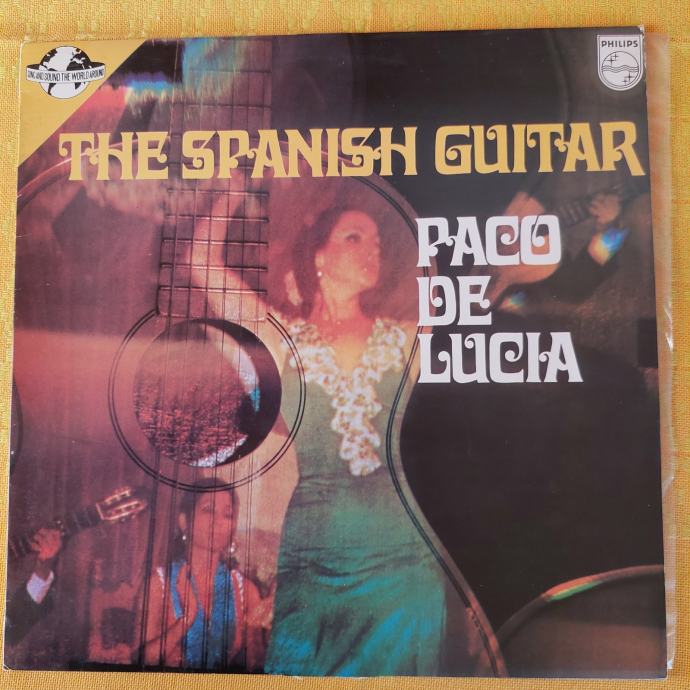 SING AND SOUND THE WORLD AROUND
PHILIPS
THE SPANISH GUITAR
PACO
DE
LUCIA